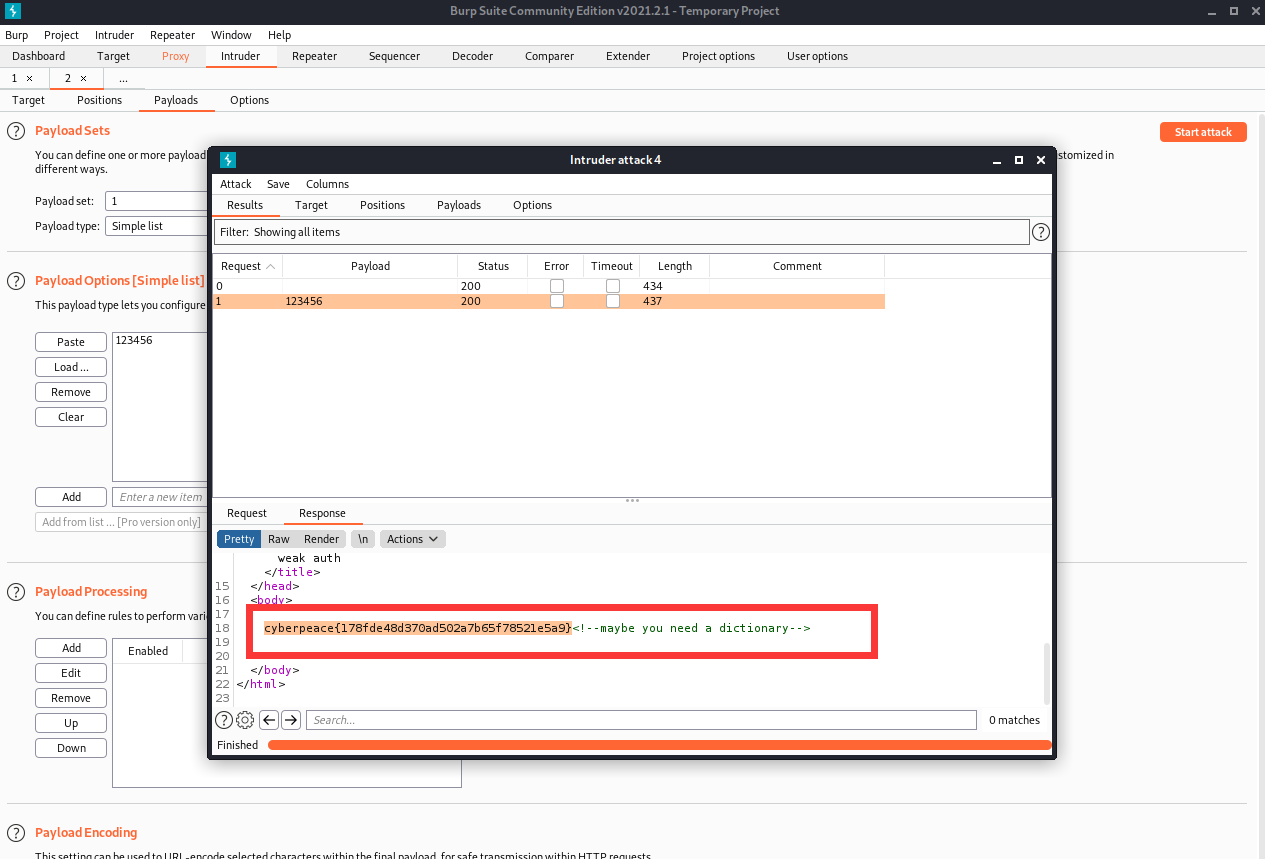 Burp Suite Community Edition v2021.2.1 - Temporary Project
Burp Project Intruder Repeater Window Help
Dashboard Target Proxy Intruder Repeater Sequencer Decoder Comparer Extender Project options User options
1 × 2 × ...
Target Positions Payloads Options
? Payload Sets
Start attack
You can define one or more payload
stomized in
different ways.
Payload set: 1
Payload type: Simple list
? Payload Options [Simple list]
This payload type lets you configure
Paste
123456
Load ...
Remove
Clear
Add
Enter a new item
Add from list ... [Pro version only]
? Payload Processing
You can define rules to perform vari
Add
Enabled
Edit
Remove
Up
Down
? Payload Encoding
This setting can be used to URL-encode selected characters within the final payload, for safe transmission within HTTP requests.
Intruder attack 4
Attack Save Columns
Results Target Positions Payloads Options
Filter: Showing all items
?
Request Payload Status Error Timeout Length Comment
0 200 434
1 123456 200 437
Request Response
Pretty Raw Render \n Actions
weak auth
</title>
15 </head>
16 <body>
17
18 cyberpeace{178fde48d370ad502a7b65f78521e5a9}<!--maybe you need a dictionary-->
19
20
21 </body>
22 </html>
23
? Search... 0 matches
Finished